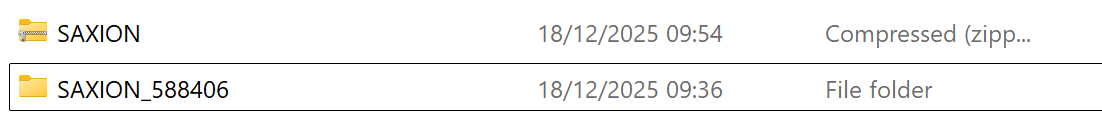 SAXION 18/12/2025 09:54 Compressed (zipp...
SAXION_588406 18/12/2025 09:36 File folder